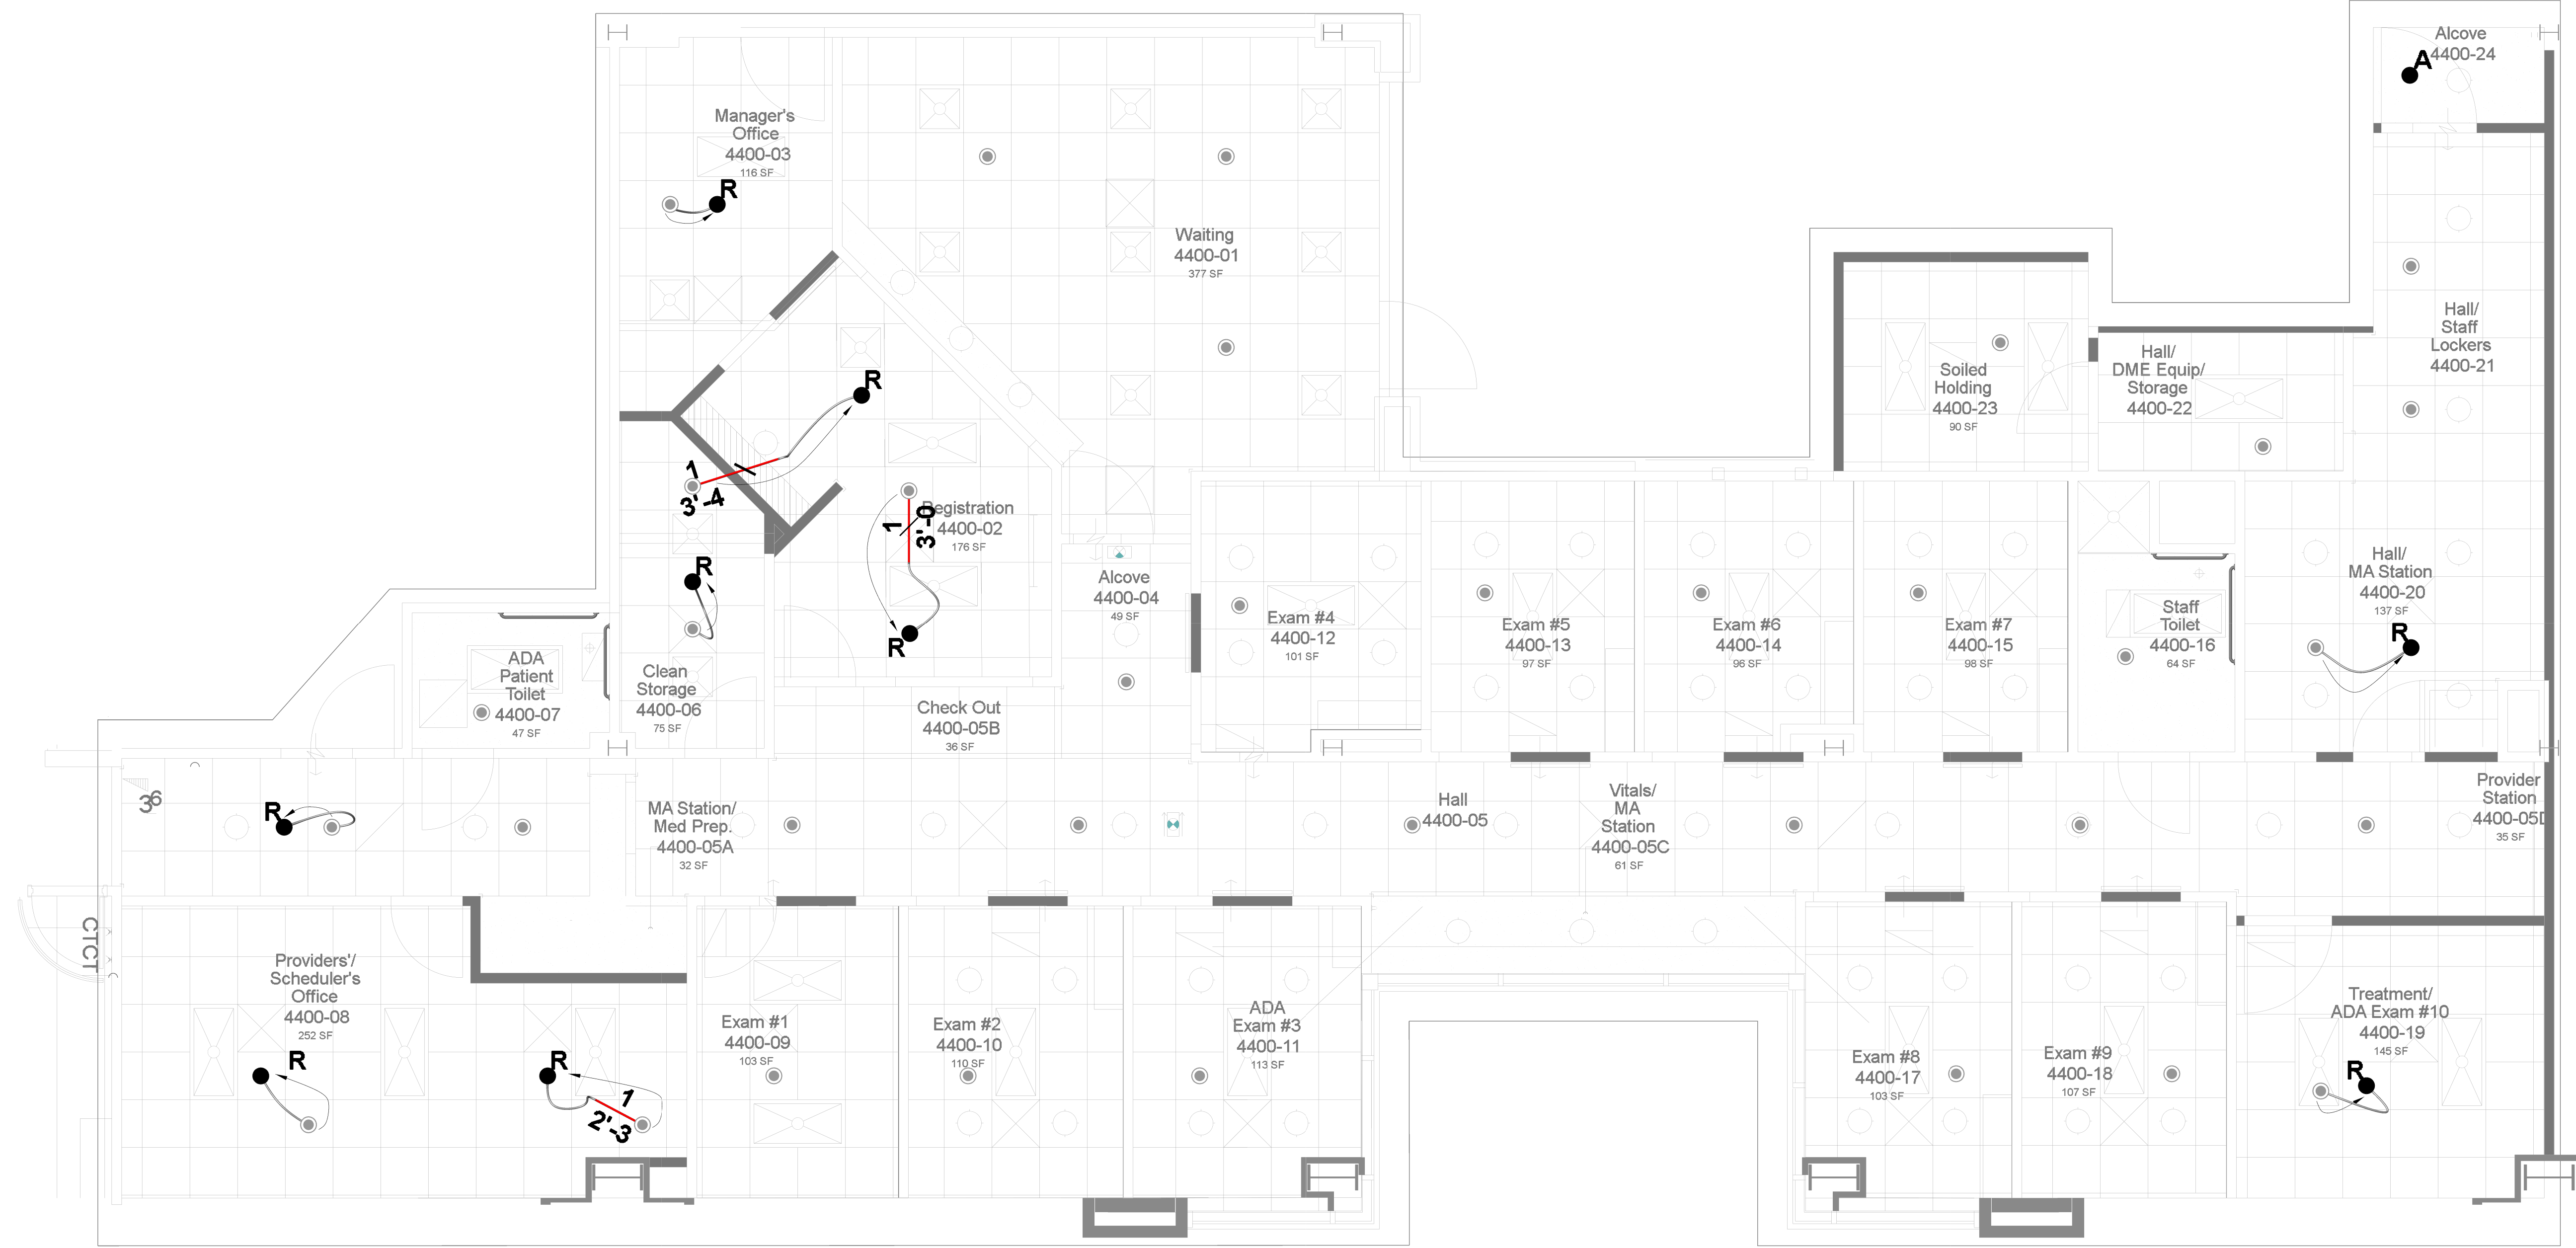 Alcove
4400-24
A
Manager's
Office
4400-03
116 SF
R
Waiting
4400-01
377 SF
Hall/
Staff
Lockers
4400-21
Hall/
DME Equip/
Storage
4400-22
Soiled
Holding
4400-23
90 SF
R
1
3'-4
Registration
4400-02
176 SF
1
3'-0
R
R
Alcove
4400-04
49 SF
Exam #4
4400-12
101 SF
Exam #5
4400-13
97 SF
Exam #6
4400-14
96 SF
Exam #7
4400-15
98 SF
Staff
Toilet
4400-16
64 SF
Hall/
MA Station
4400-20
137 SF
R
ADA
Patient
Toilet
4400-07
47 SF
Clean
Storage
4400-06
75 SF
Check Out
4400-05B
36 SF
36
R
MA Station/
Med Prep.
4400-05A
32 SF
Hall
4400-05
Vitals/
MA
Station
4400-05C
61 SF
Provider
Station
4400-05D
35 SF
CTCT
Providers'/
Scheduler's
Office
4400-08
252 SF
R
R
1
2'-3
Exam #1
4400-09
103 SF
Exam #2
4400-10
110 SF
ADA
Exam #3
4400-11
113 SF
Exam #8
4400-17
103 SF
Exam #9
4400-18
107 SF
Treatment/
ADA Exam #10
4400-19
145 SF
R